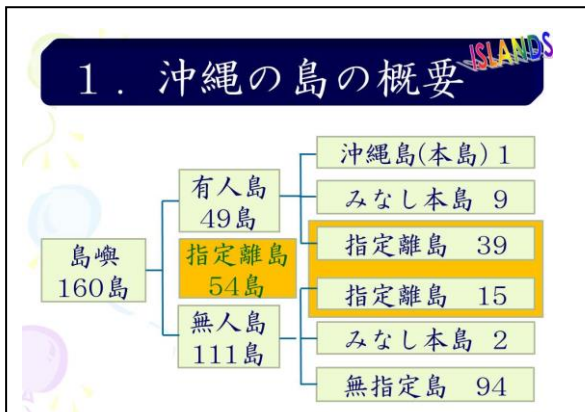 ISLANDS
１．沖縄の島の概要
島嶼
160島
有人島
49島
指定離島
54島
無人島
111島
沖縄島(本島) 1
みなし本島 9
指定離島 39
指定離島 15
みなし本島 2
無指定島 94